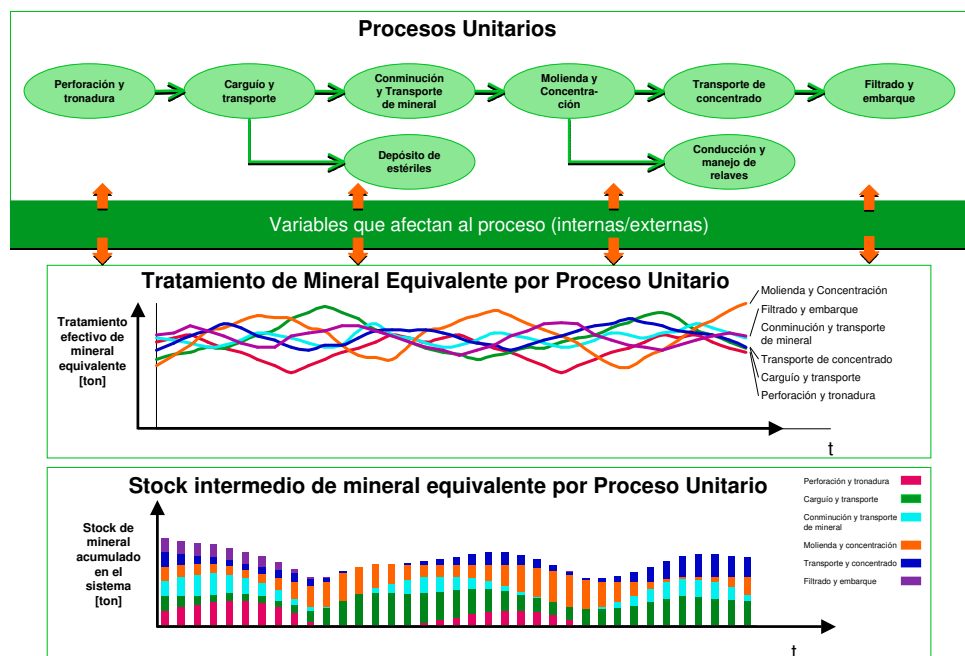 Procesos Unitarios
Perforación y
tronadura
Carguío y
transporte
Conminución
y Transporte
de mineral
Molienda y
Concentra-
ción
Transporte de
concentrado
Filtrado y
embarque
Depósito de
estériles
Conducción y
manejo de
relaves
Variables que afectan al proceso (internas/externas)
Tratamiento de Mineral Equivalente por Proceso Unitario
Tratamiento
efectivo de
mineral
equivalente
[ton]
Molienda y Concentración
Filtrado y embarque
Conminución y transporte
de mineral
Transporte de concentrado
Carguío y transporte
Perforación y tronadura
t
Stock intermedio de mineral equivalente por Proceso Unitario
Stock de
mineral
acumulado
en el
sistema
[ton]
Perforación y tronadura
Carguío y transporte
Conminución y transporte
de mineral
Molienda y concentración
Transporte y concentrado
Filtrado y embarque
t